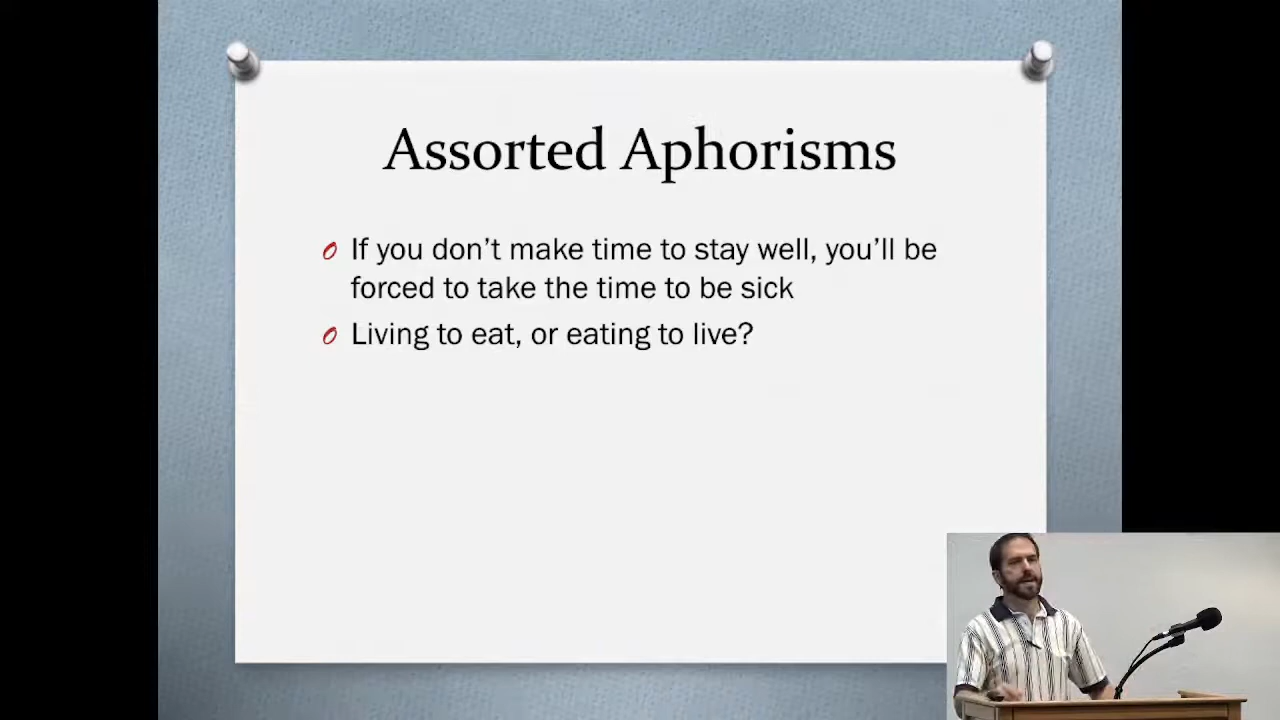 Assorted Aphorisms
If you don’t make time to stay well, you’ll be
forced to take the time to be sick
Living to eat, or eating to live?